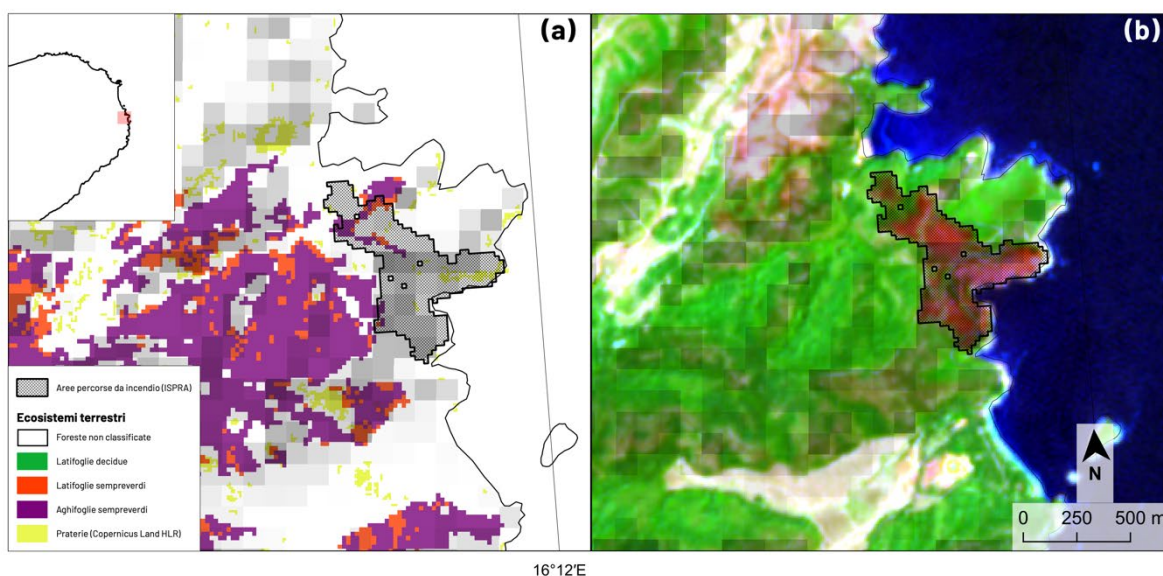 (a)
(b)
Aree percorse da incendio (ISPRA)
Ecosistemi terrestri
Foreste non classificate
Latifoglie decidue
Latifoglie sempreverdi
Aghifoglie sempreverdi
Praterie (Copernicus Land HLR)
N
0 250 500 m
16°12'E